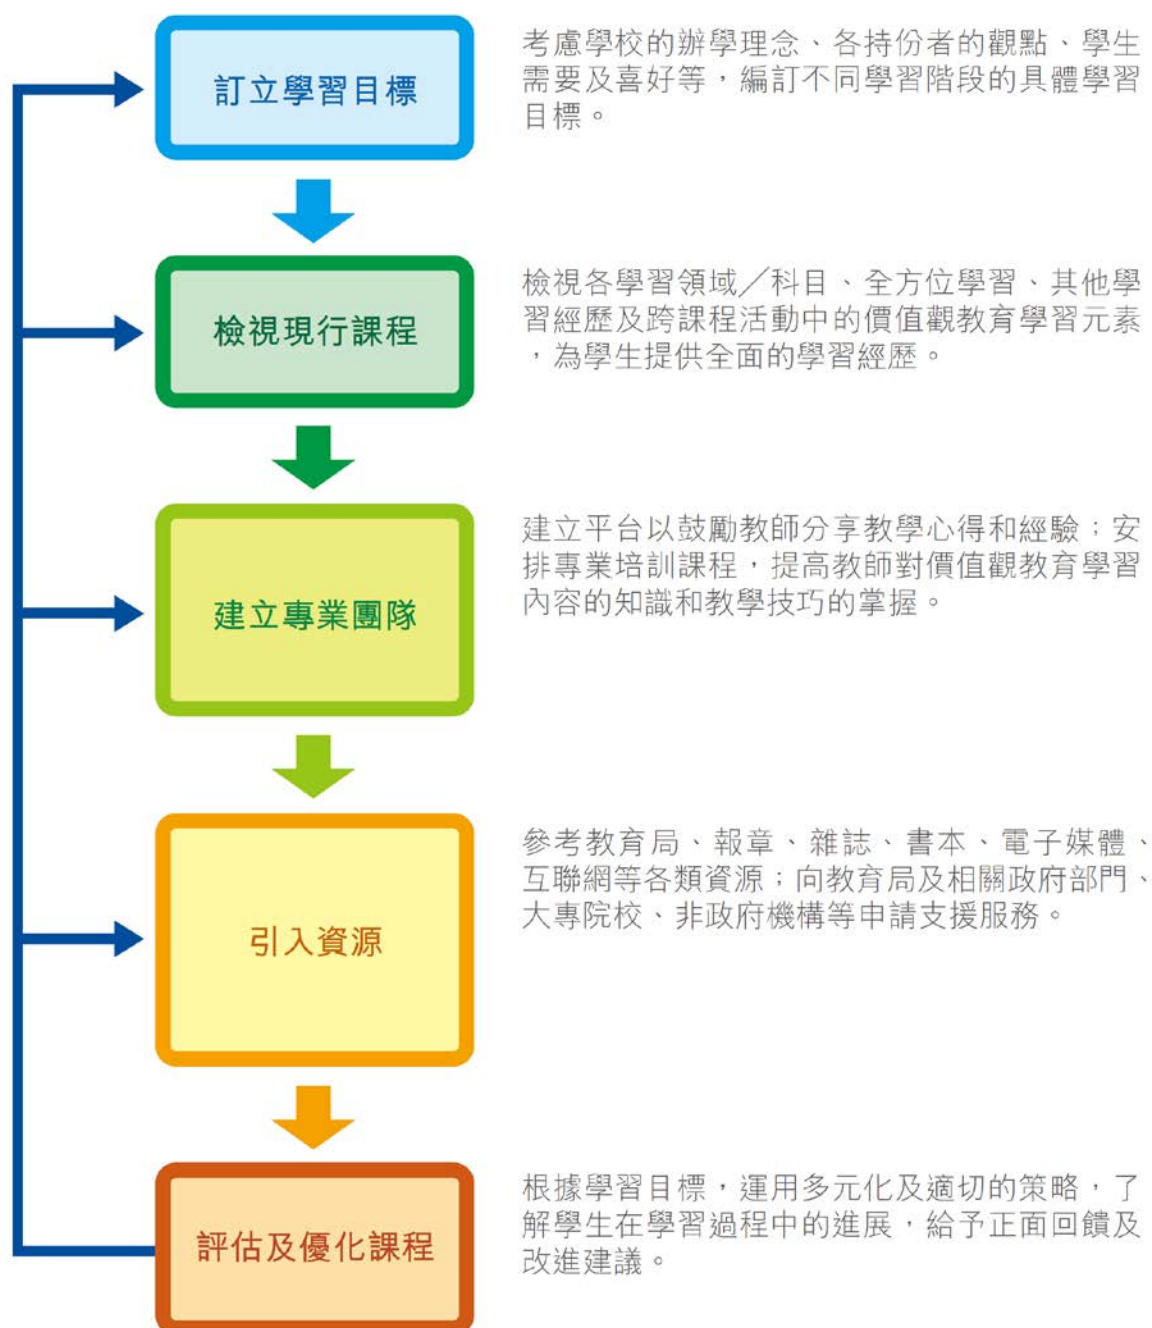 訂立學習目標
考慮學校的辦學理念、各持份者的觀點、學生
需要及喜好等，編訂不同學習階段的具體學習
目標。
檢視現行課程
檢視各學習領域／科目、全方位學習、其他學
習經歷及跨課程活動中的價值觀教育學習元素
，為學生提供全面的學習經歷。
建立專業團隊
建立平台以鼓勵教師分享教學心得和經驗；安
排專業培訓課程，提高教師對價值觀教育學習
內容的知識和教學技巧的掌握。
引入資源
參考教育局、報章、雜誌、書本、電子媒體、
互聯網等各類資源；向教育局及相關政府部門、
大專院校、非政府機構等申請支援服務。
評估及優化課程
根據學習目標，運用多元化及適切的策略，了
解學生在學習過程中的進展，給予正面回饋及
改進建議。